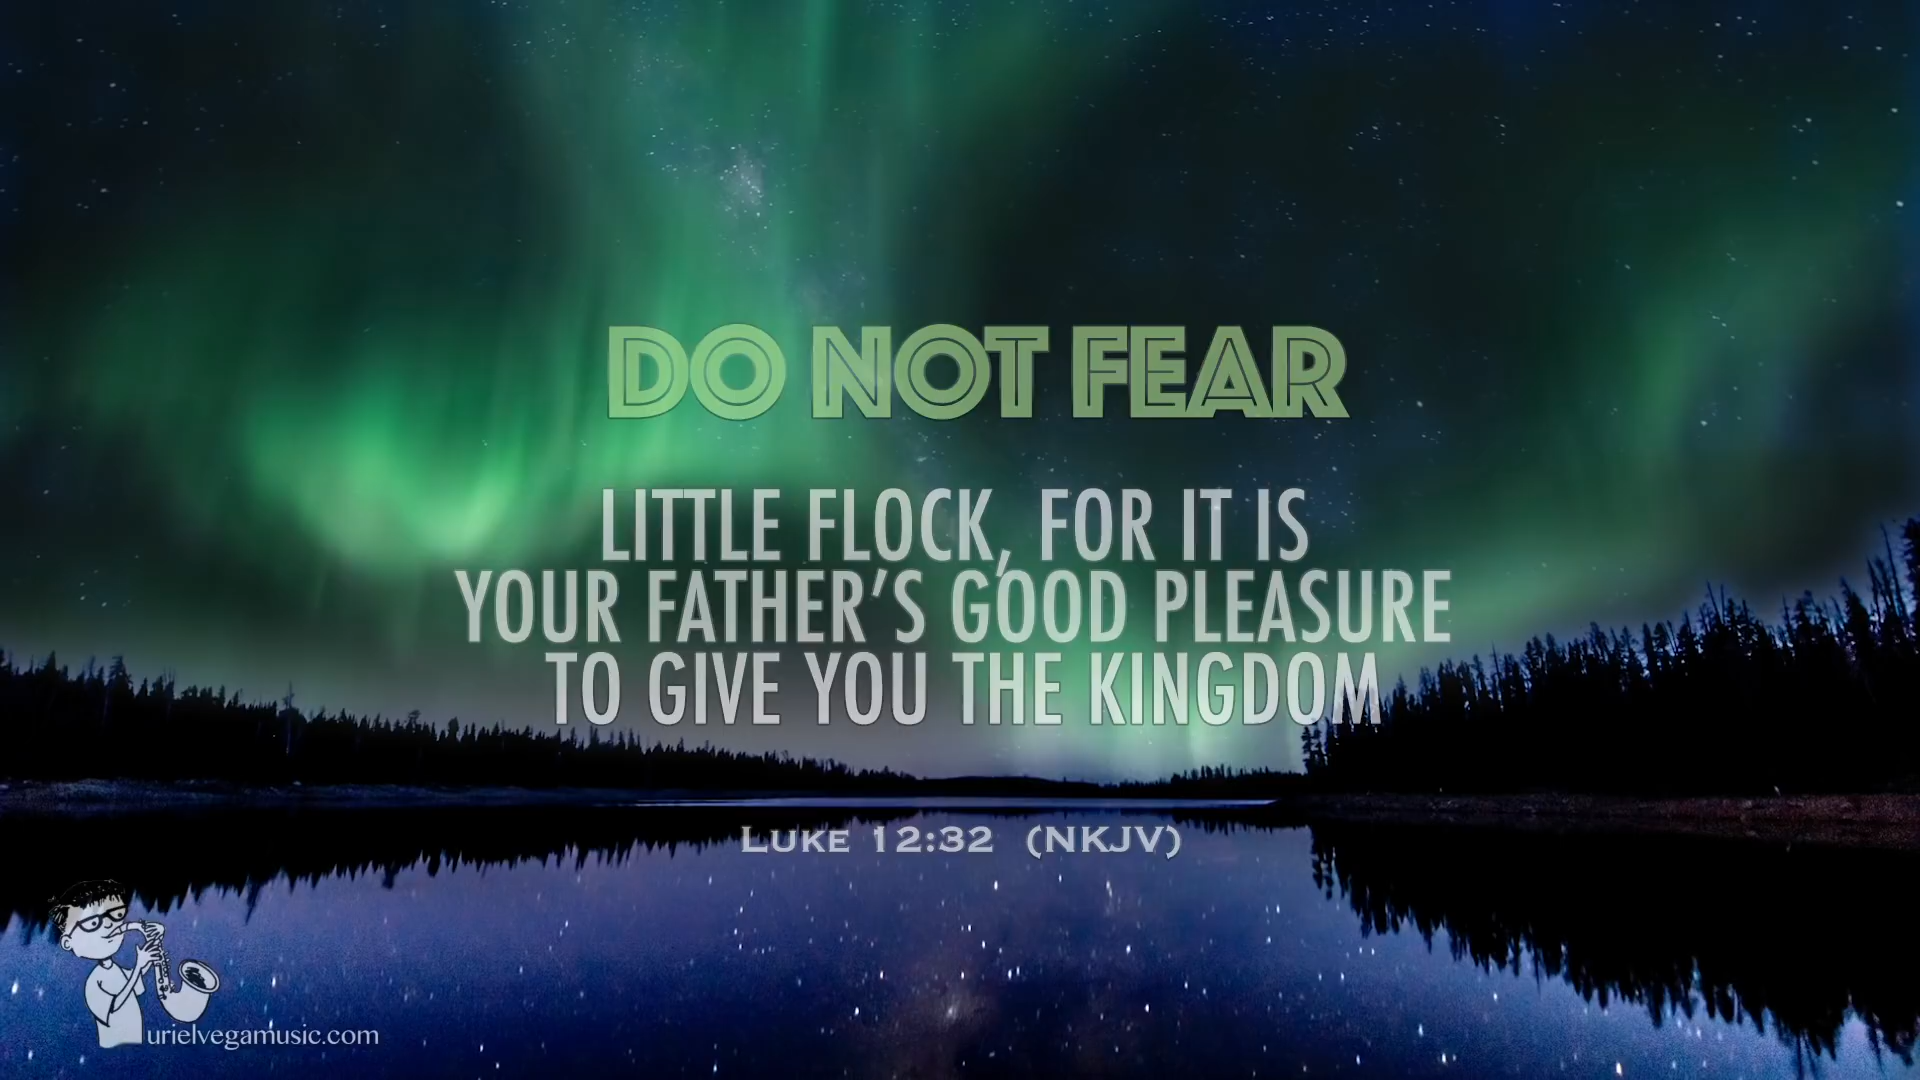 DO NOT FEAR
LITTLE FLOCK, FOR IT IS
YOUR FATHER’S GOOD PLEASURE
TO GIVE YOU THE KINGDOM
LUKE 12:32 (NKJV)
urielvegamusic.com